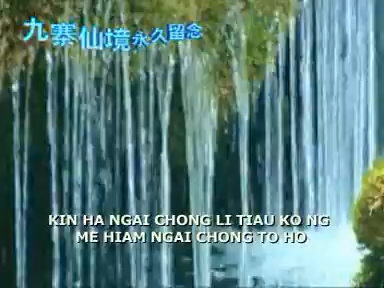 九寨仙境永久留念
KIN HA NGAI CHONG LI TIAU KO NG
ME HIAM NGAI CHONG TO HO